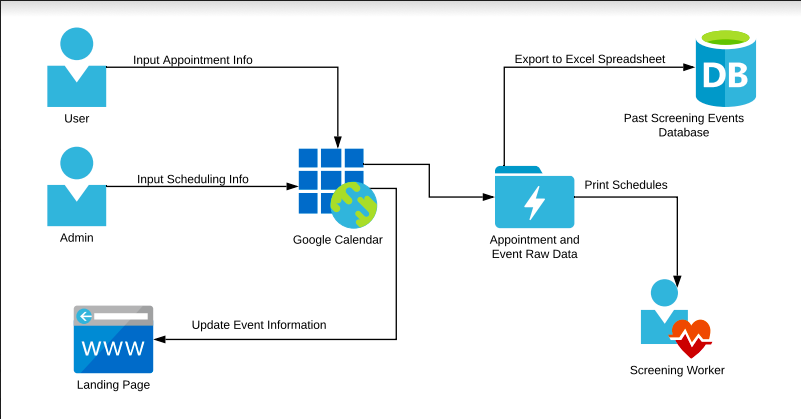 Input Appointment Info
Export to Excel Spreadsheet
DB
User
Past Screening Events
Database
Input Scheduling Info
Print Schedules
Admin
Google Calendar
Appointment and
Event Raw Data
Update Event Information
WWW
Landing Page
Screening Worker